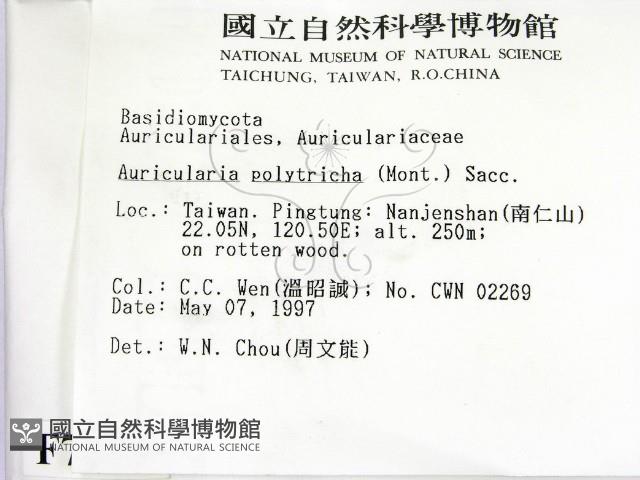 國立自然科學博物館
NATIONAL MUSEUM OF NATURAL SCIENCE
TAICHUNG, TAIWAN, R.O.CHINA
Basidiomycota
Auriculariales, Auriculariaceae
Auricularia polytricha (Mont.) Sacc.
Loc.: Taiwan. Pingtung: Nanjenshan(南仁山)
22.05N, 120.50E; alt. 250m;
on rotten wood.
Col.: C.C. Wen(溫昭誠); No. CWN 02269
Date: May 07, 1997
Det.: W.N. Chou(周文能)
國立自然科學博物館
NATIONAL MUSEUM OF NATURAL SCIENCE